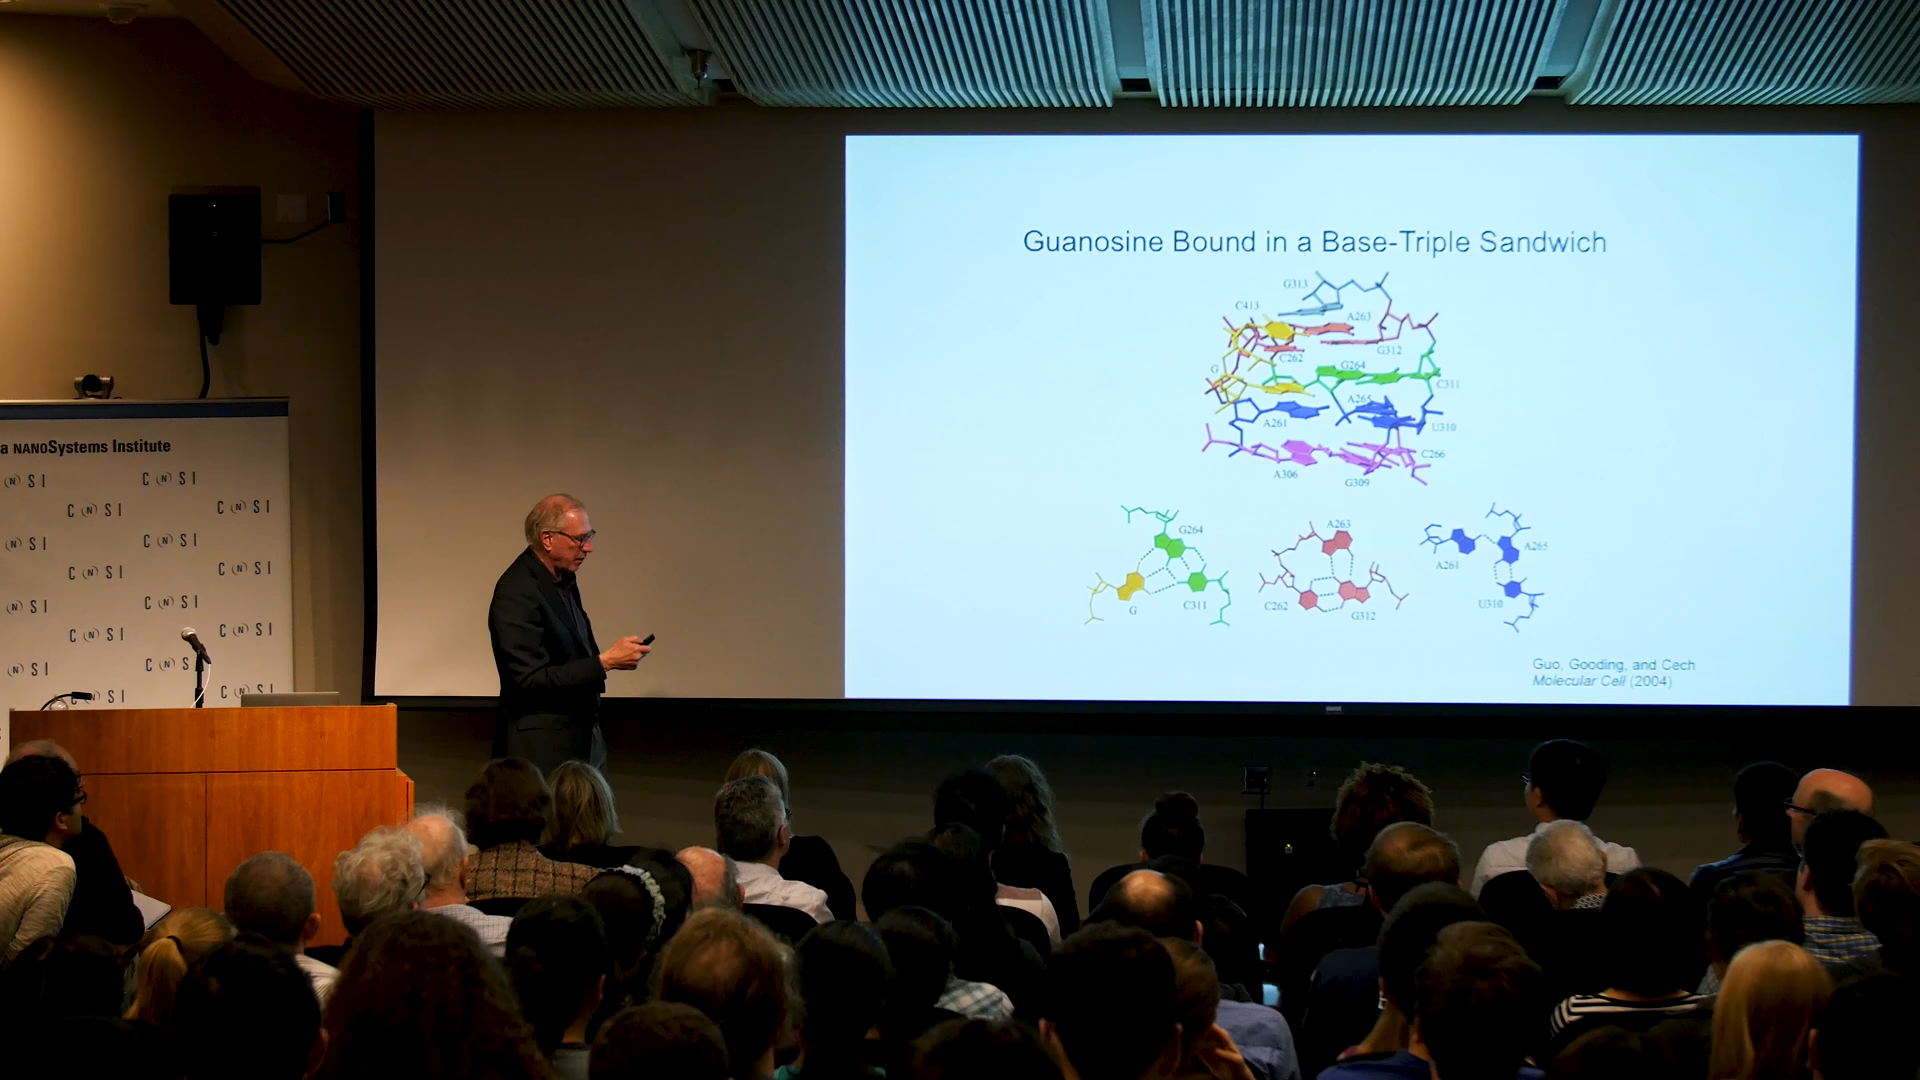 Guanosine Bound in a Base-Triple Sandwich
G313
C413
A263
C262
G312
G264
G
C311
A265
A261
U310
C266
A306
G309
G264
G
C311
A263
C262
G312
A261
A265
U310
Guo, Gooding, and Cech
Molecular Cell (2004)
a NANOSystems Institute
(N) S I
C (N) S I
C (N) S I
C (N) S I
(N) S I
C (N) S I
C (N) S I
C (N) S I
(N) S I
C (N) S I
C (N) S I
C (N) S I
(N) S I
C (N) S
C (N) S I
C (N) S I